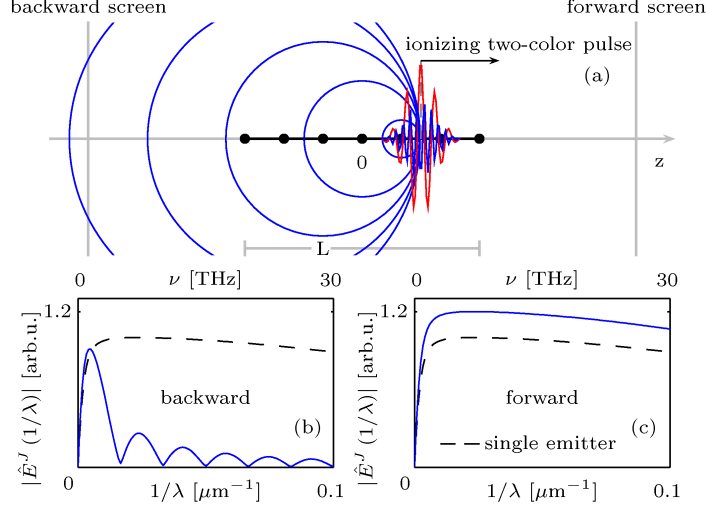 backward screen forward screen
ionizing two-color pulse
(a)
0
z
L
0 ν [THz] 30
0 ν [THz] 30
1.2
1.2
|Ê^J (1/λ)| [arb.u.]
|Ê^J (1/λ)| [arb.u.]
backward
forward
(b)
(c)
single emitter
0 1/λ [μm⁻¹] 0.1
0 1/λ [μm⁻¹] 0.1